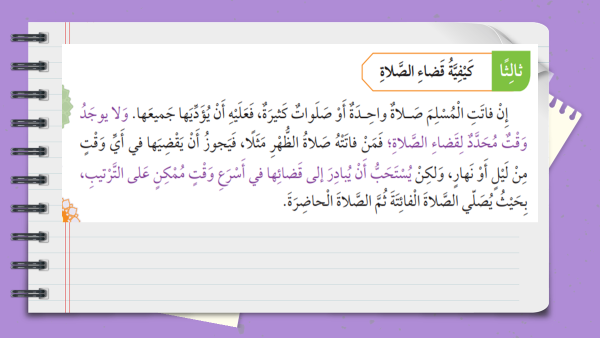 ثالِثًا كَيْفِيَّةُ قَضاءِ الصَّلاةِ
إِنْ فاتَتِ الْمُسْلِمَ صَلاةٌ واحِدَةٌ أَوْ صَلَواتٌ كَثيرَةٌ، فَعَلَيْهِ أَنْ يُؤَدِّيَها جَميعَها. وَلا يوجَدُ
وَقْتٌ مُحَدَّدٌ لِقَضاءِ الصَّلاةِ؛ فَمَنْ فاتَتْهُ صَلاةُ الظُّهْرِ مَثَلًا، فَيَجوزُ أَنْ يَقْضِيَها في أَيِّ وَقْتٍ
مِنْ لَيْلٍ أَوْ نَهارٍ، وَلكِنْ يُسْتَحَبُّ أَنْ يُبادِرَ إِلى قَضائِها في أَسْرَعِ وَقْتٍ مُمْكِنٍ عَلى التَّرْتيبِ،
بِحَيْثُ يُصَلّي الصَّلاةَ الْفائِتَةَ ثُمَّ الصَّلاةَ الْحاضِرَةَ.